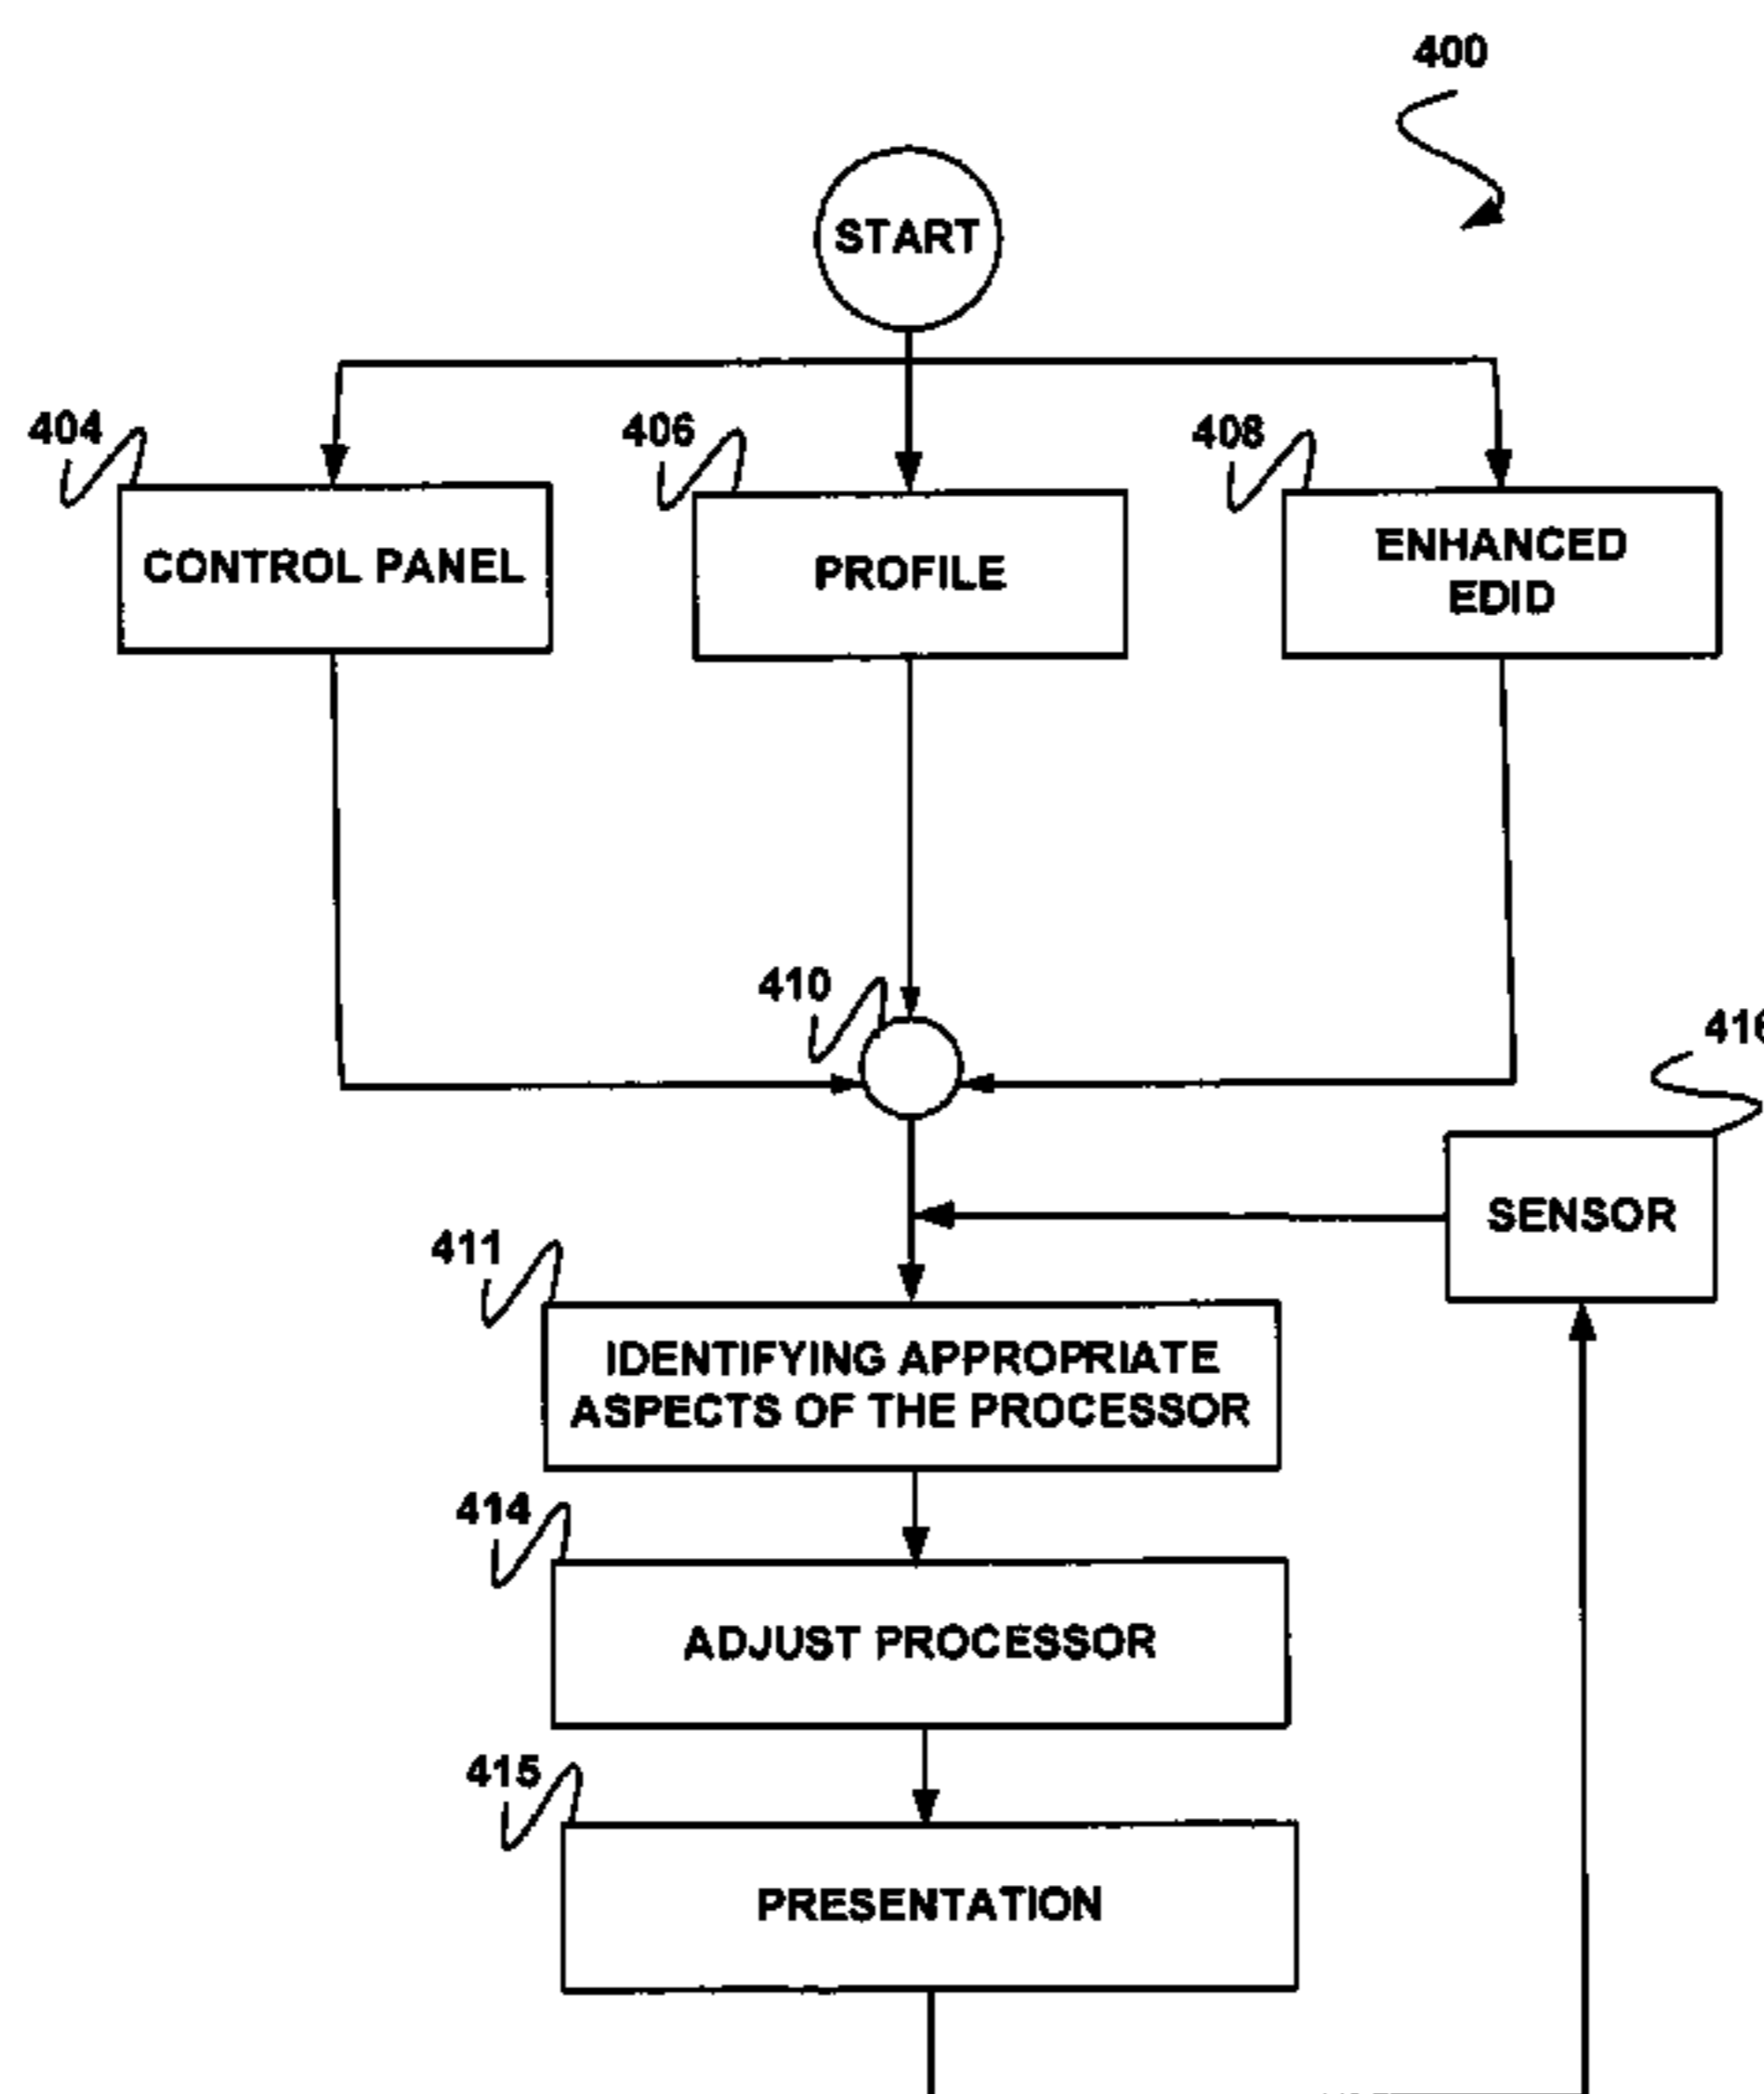 400
START
404
406
408
CONTROL PANEL
PROFILE
ENHANCED
EDID
410
416
SENSOR
411
IDENTIFYING APPROPRIATE
ASPECTS OF THE PROCESSOR
414
ADJUST PROCESSOR
415
PRESENTATION